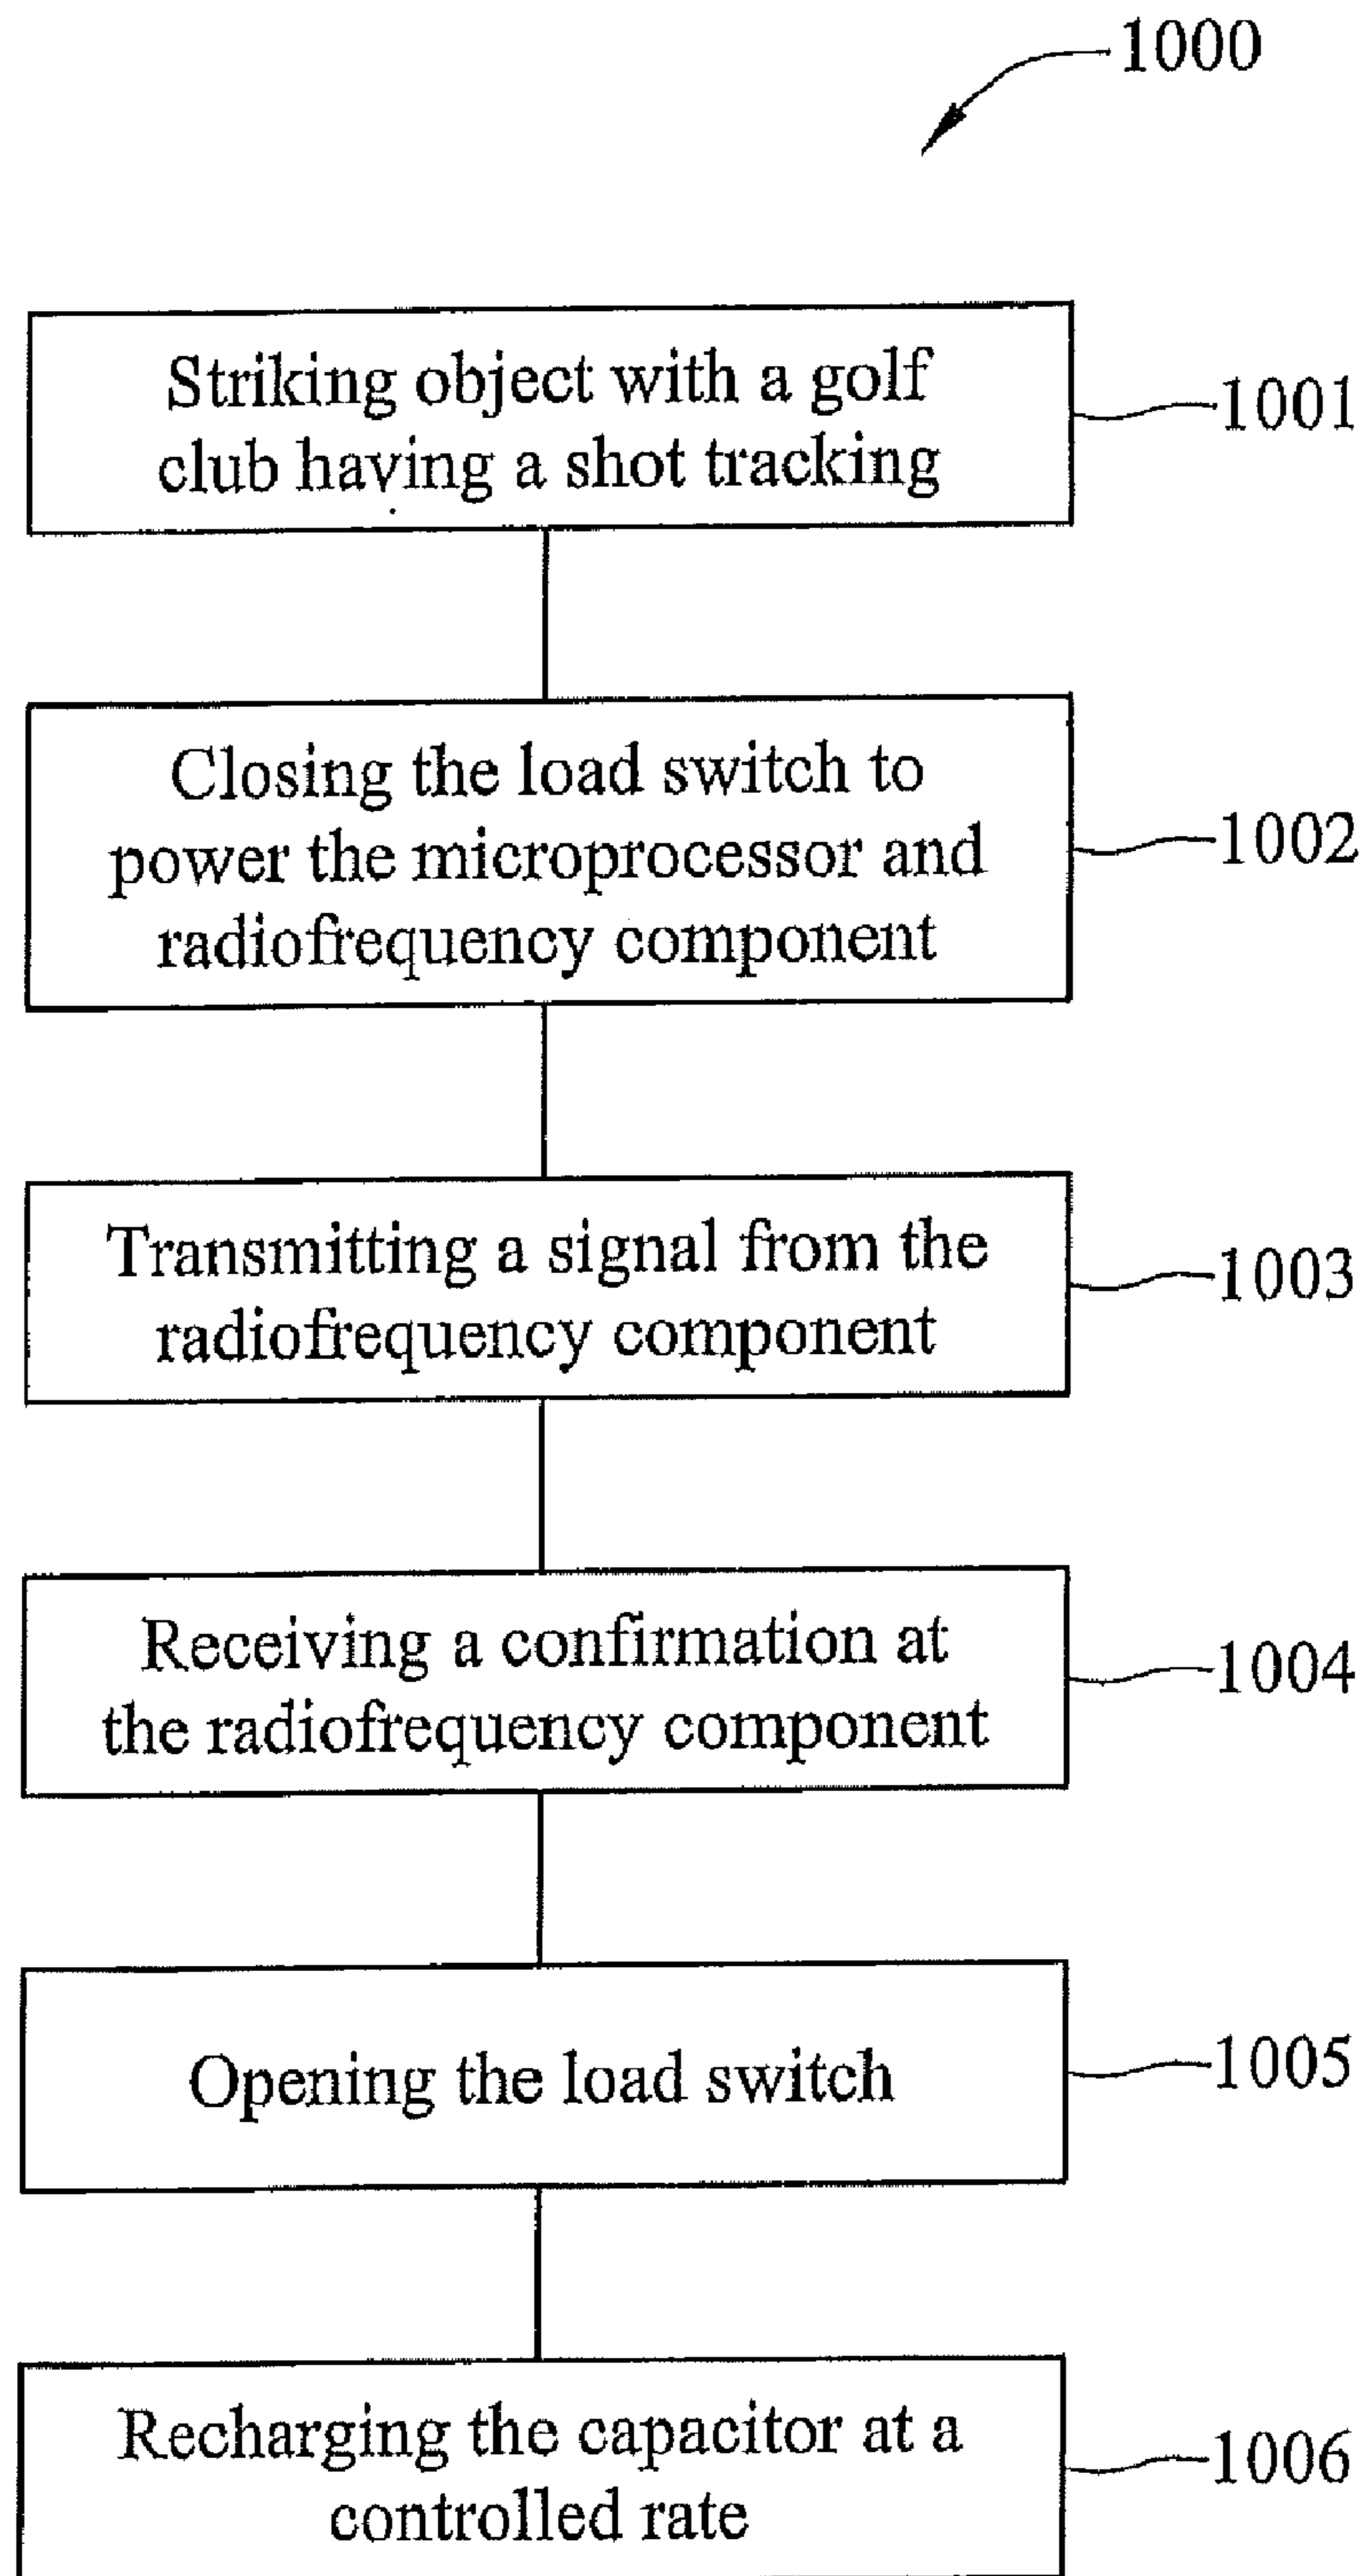 1000
Striking object with a golf
club having a shot tracking
1001
Closing the load switch to
power the microprocessor and
radiofrequency component
1002
Transmitting a signal from the
radiofrequency component
1003
Receiving a confirmation at
the radiofrequency component
1004
Opening the load switch
1005
Recharging the capacitor at a
controlled rate
1006